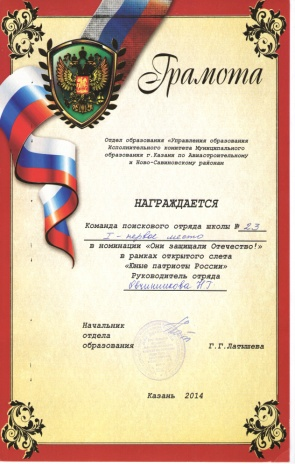 Грамота
Отдел образования «Управления образования
Исполнительного комитета Муниципального
образования г.Казани по Авиастроительному
и Ново-Савиновскому районам
НАГРАЖДАЕТСЯ
Команда поискового отряда школы № 23
I - первое место
в номинации «Они защищали Отечество!»
в рамках открытого слета
«Юные патриоты России»
Руководитель отряда
Овчинникова Н.Г.
Начальник
отдела
образования Г.Г.Латышева
Казань 2014